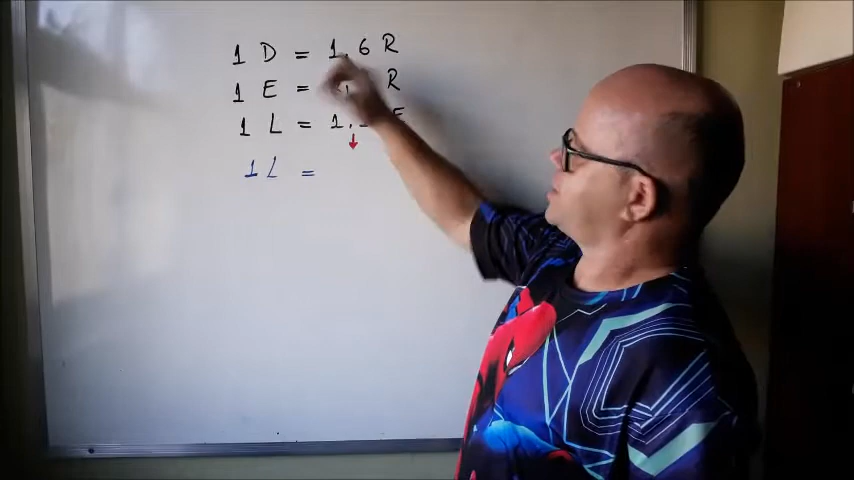 1 D = 1.6 R
1 E = R
1 L = 1. E
1 L =